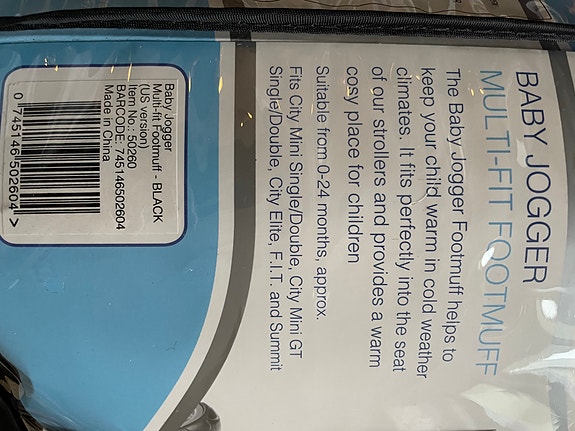 BABY JOGGER
MULTI-FIT FOOTMUFF
The Baby Jogger Footmuff helps to
keep your child warm in cold weather
climates. It fits perfectly into the seat
of our strollers and provides a warm
cosy place for children
Suitable from 0-24 months, approx.
Fits City Mini Single/Double, City Mini GT
Single/Double, City Elite, F.I.T. and Summit
Baby Jogger
Multi-fit Footmuff - BLACK
(US version)
Item No.: 50260
BARCODE: 745146502604
Made in China
0 745146 502604 >